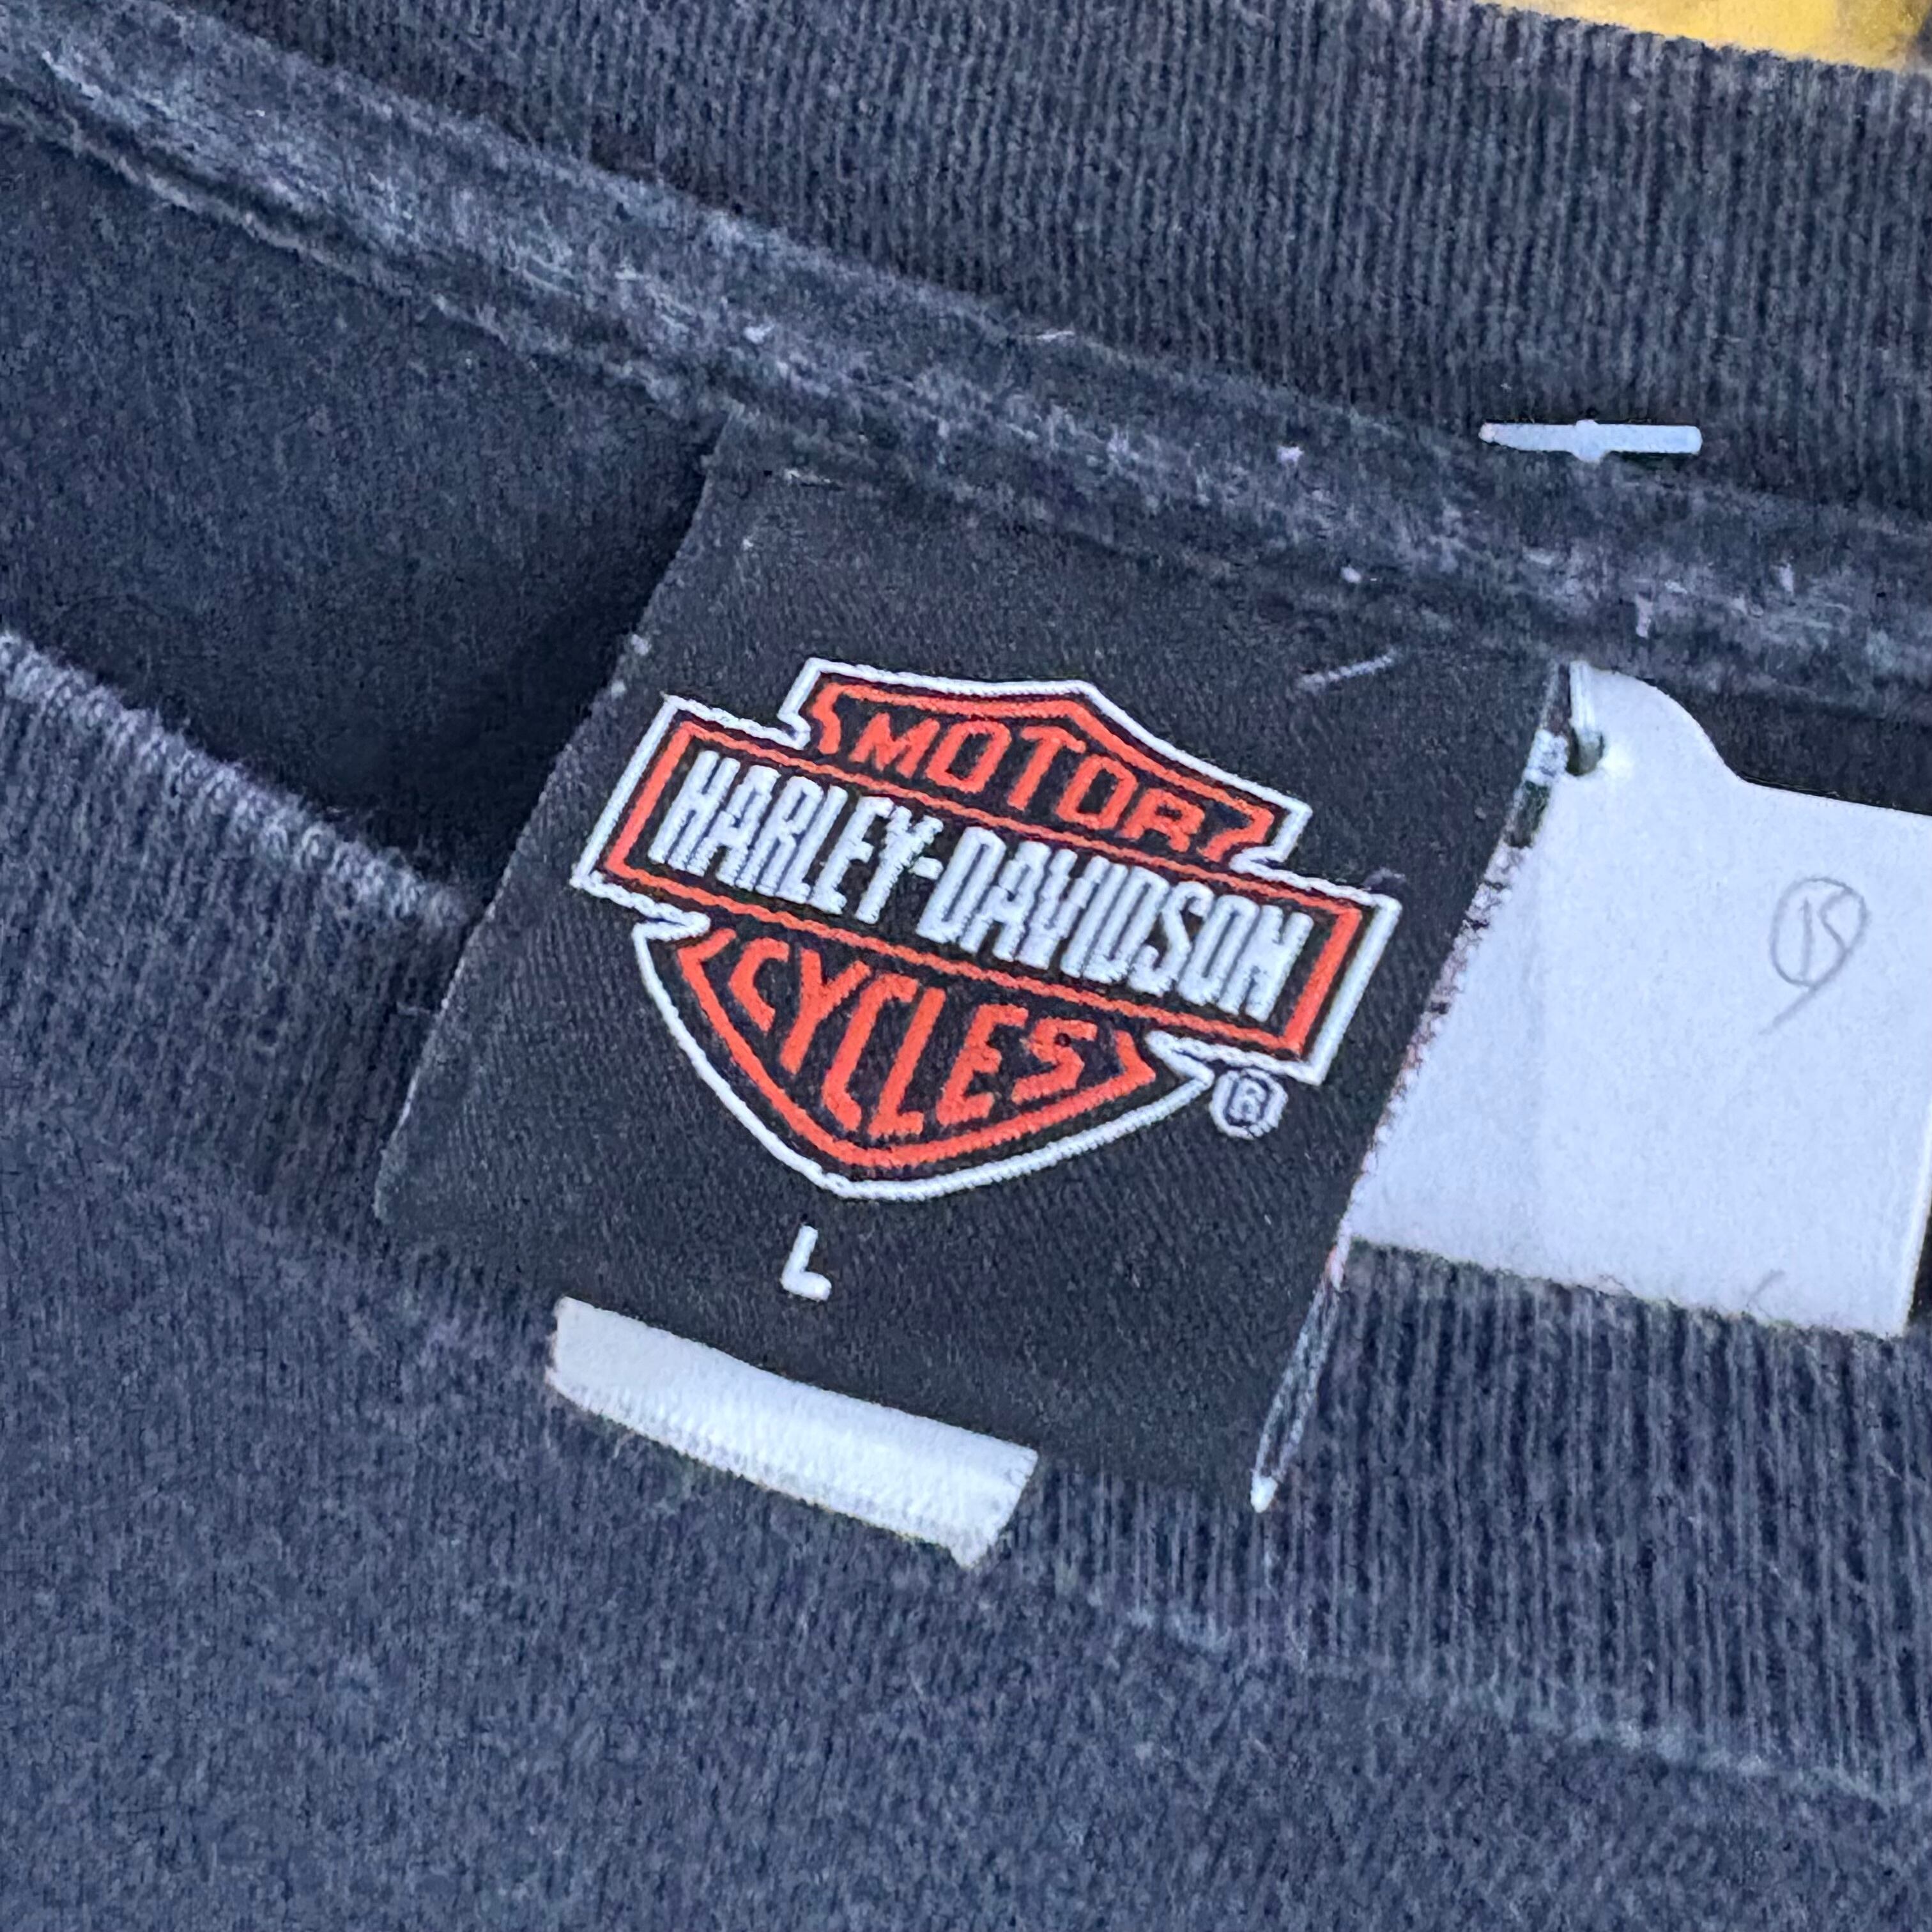 MOTOR
HARLEY-DAVIDSON
CYCLES
®
L